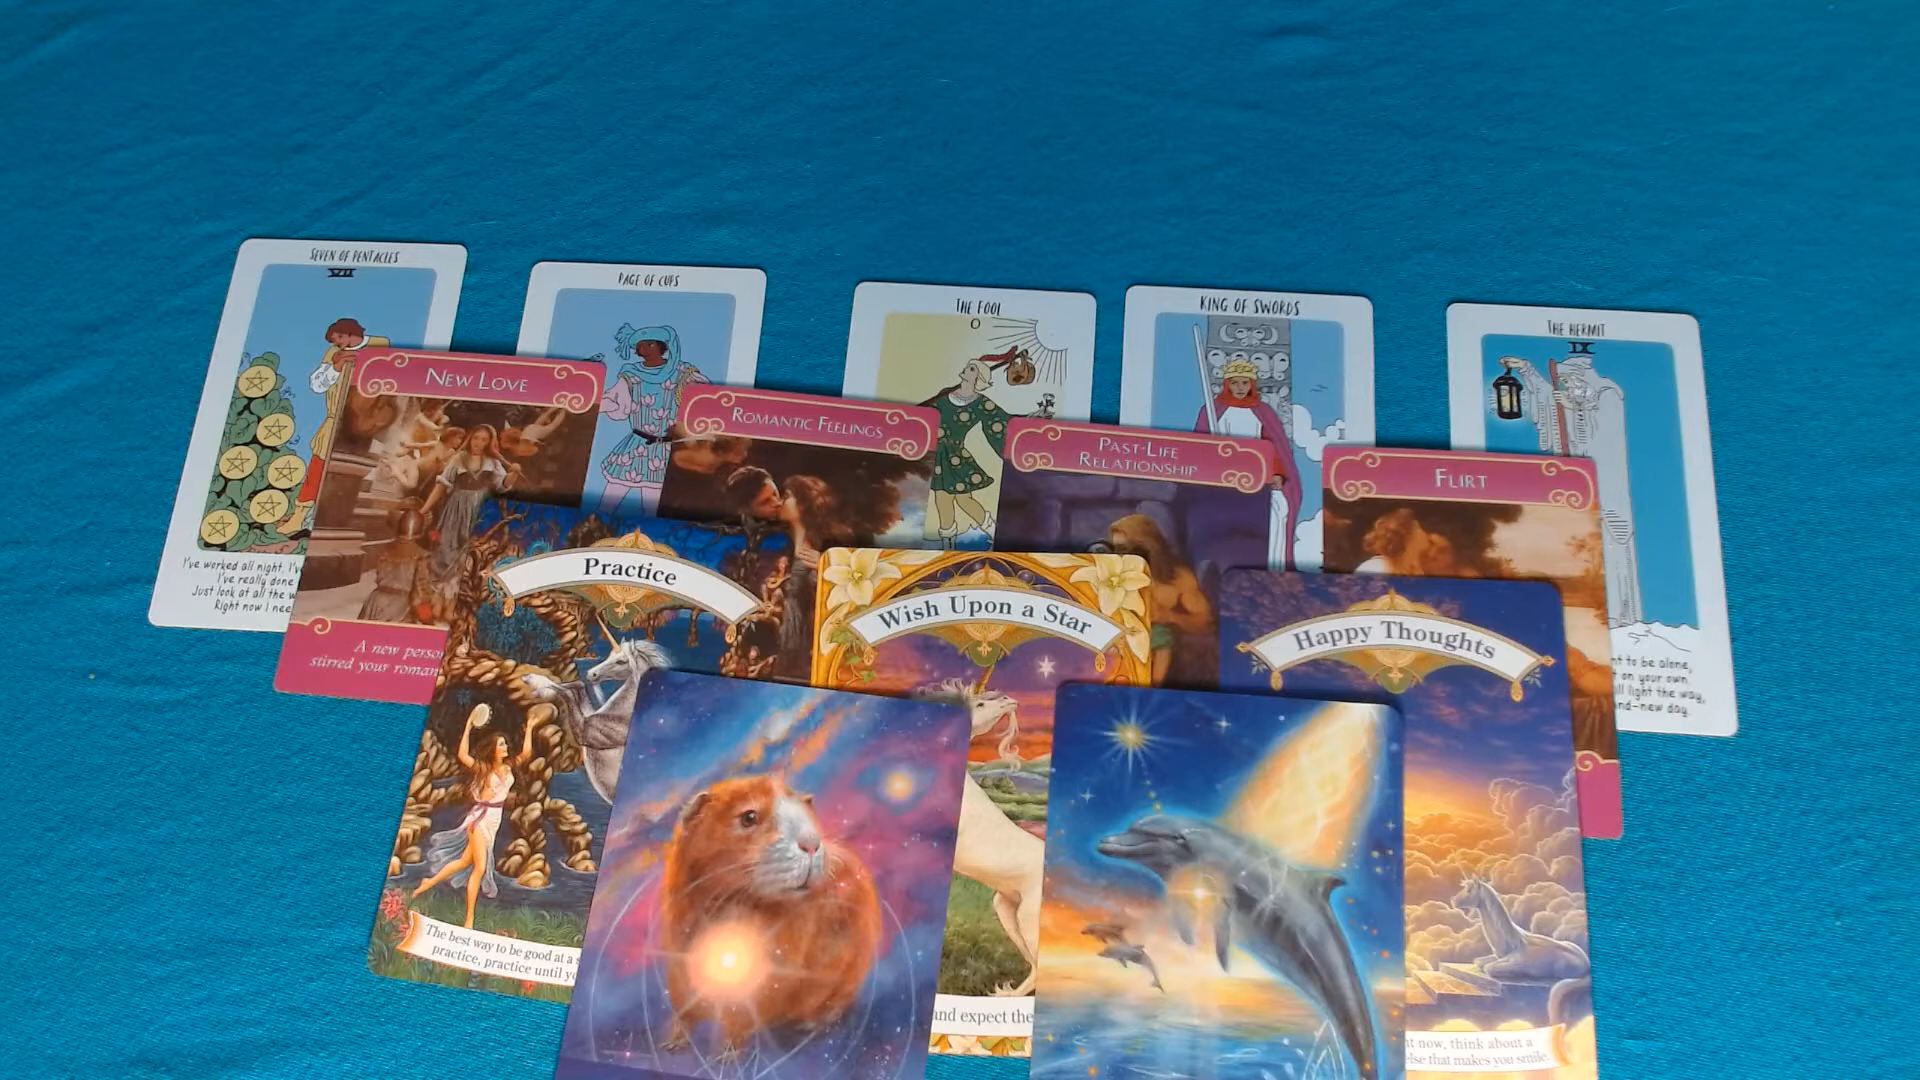 SEVEN OF PENTACLES
VII
I've worked all night, I'v
I've really done
Just look at all the w
Right now I nee
PAGE OF CUPS
THE FOOL
0
KING OF SWORDS
THE HERMIT
IX
nt to be alone,
t on your own
ll light the way,
nd-new day.
NEW LOVE
A new perso
stirred your roman
ROMANTIC FEELINGS
PAST-LIFE
RELATIONSHIP
FLIRT
Practice
The best way to be good at a s
practice, practice until yo
Wish Upon a Star
and expect the
Happy Thoughts
ht now, think about a
else that makes you smile.